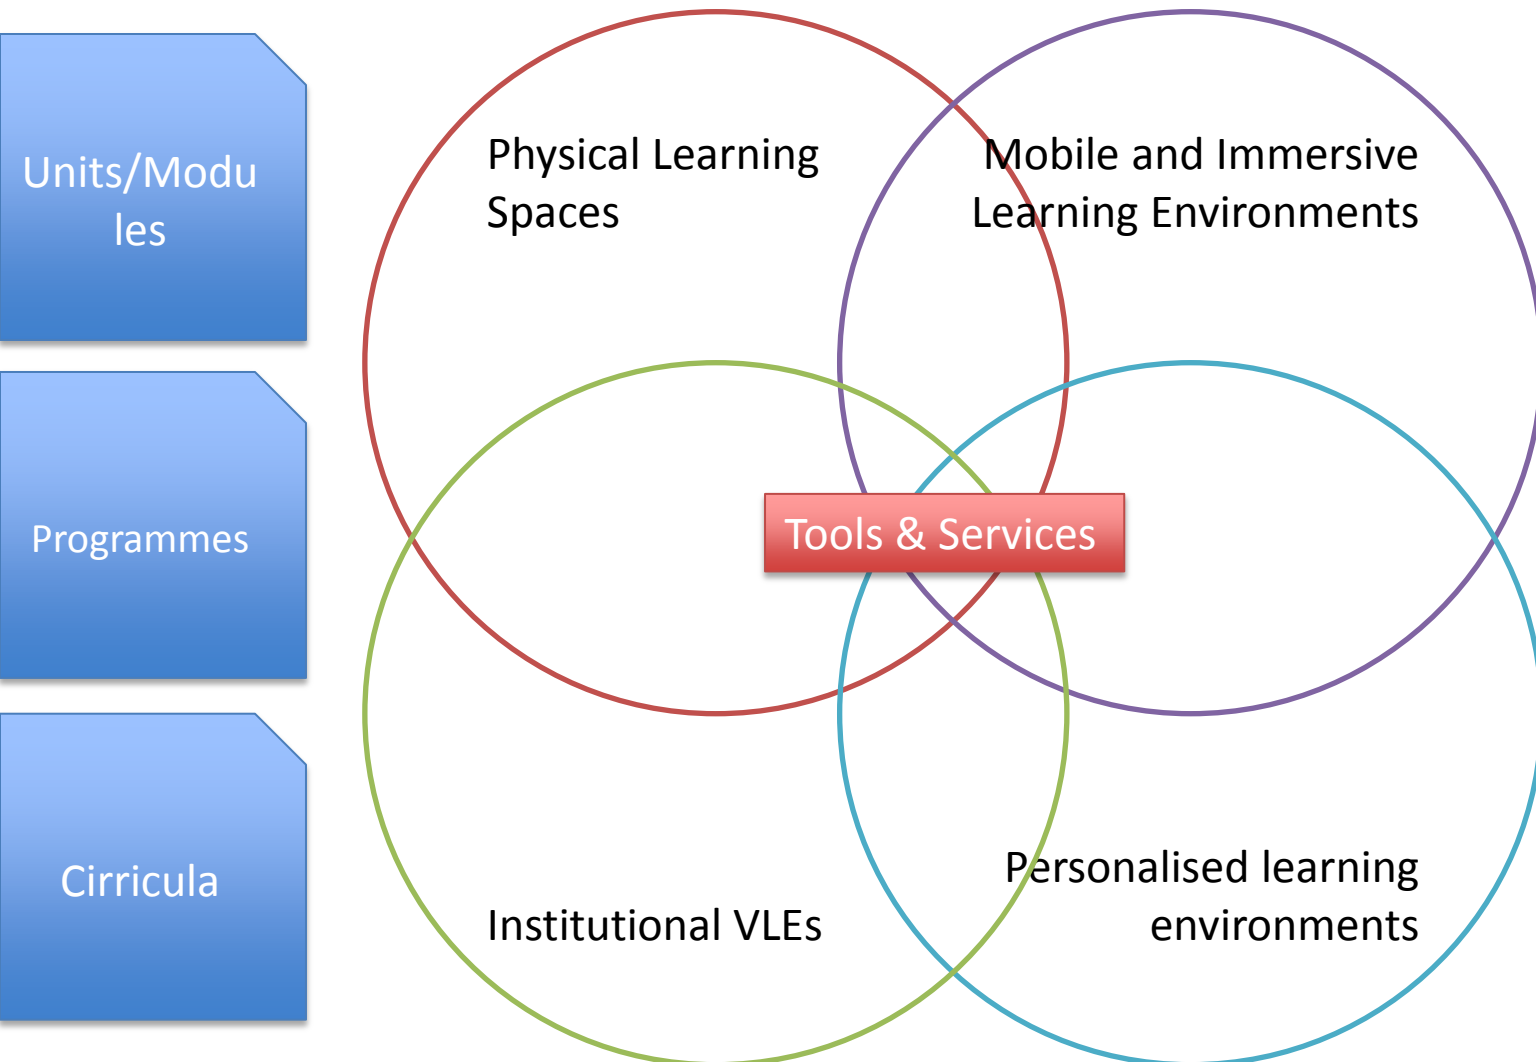 Units/Modu
les
Physical Learning
Spaces
Mobile and Immersive
Learning Environments
Programmes
Tools & Services
Cirricula
Institutional VLEs
Personalised learning
environments